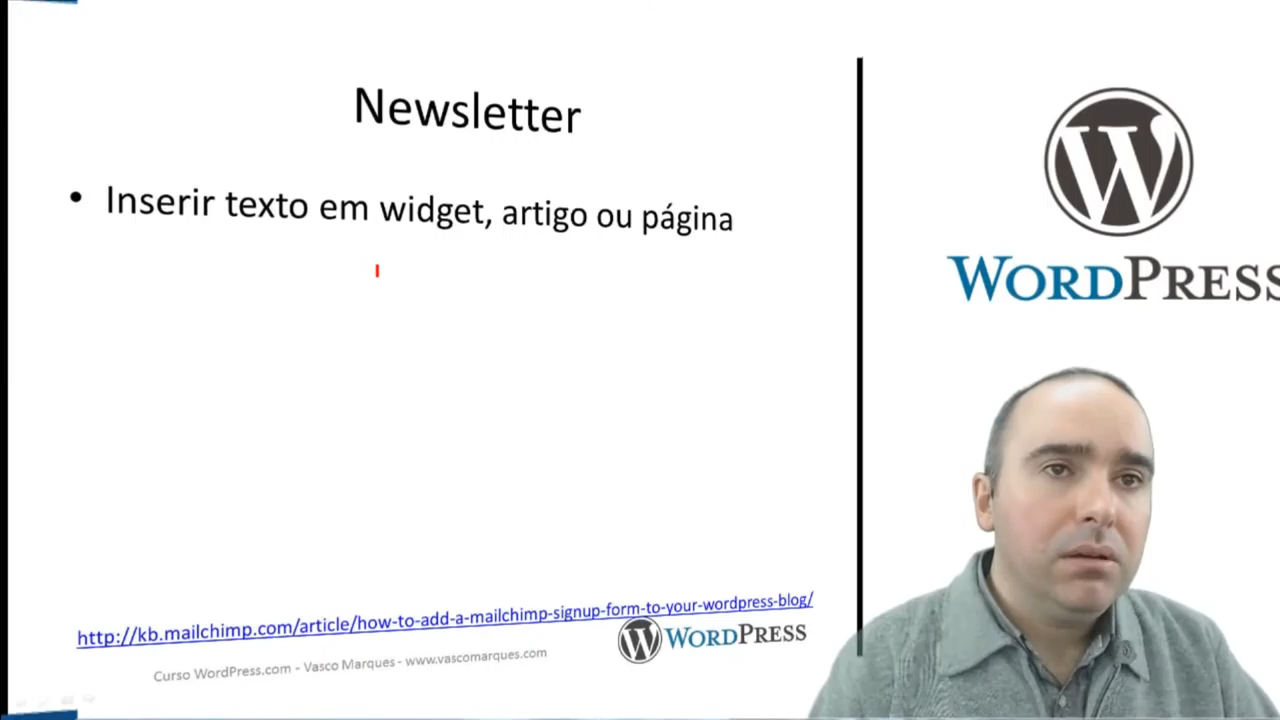 Newsletter
• Inserir texto em widget, artigo ou página
WORDPRESS
http://kb.mailchimp.com/article/how-to-add-a-mailchimp-signup-form-to-your-wordpress-blog/
WORDPRESS
Curso WordPress.com - Vasco Marques - www.vascomarques.com